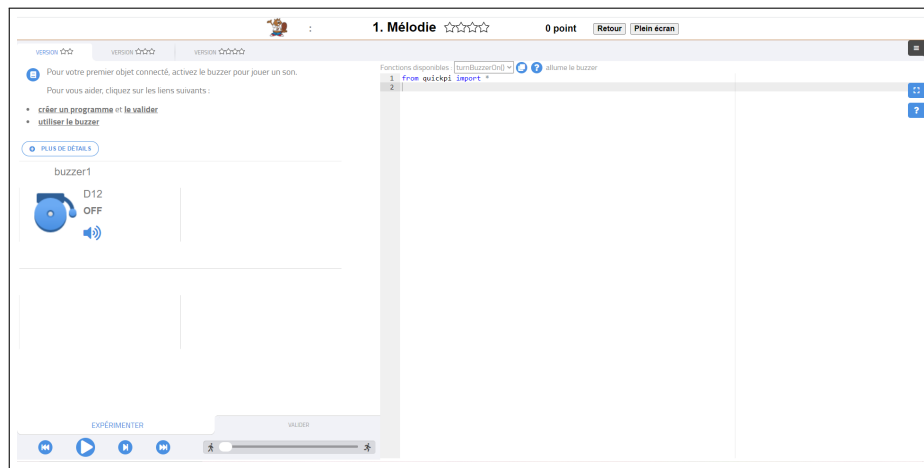 : 1. Mélodie 0 point Retour Plein écran
VERSION VERSION VERSION
Pour votre premier objet connecté, activez le buzzer pour jouer un son.
Pour vous aider, cliquez sur les liens suivants :
• créer un programme et le valider
• utiliser le buzzer
PLUS DE DÉTAILS
buzzer1
D12
OFF
EXPÉRIMENTER VALIDER
Fonctions disponibles turnBuzzerOn() ? allume le buzzer
1 from quickpi import *
2
?